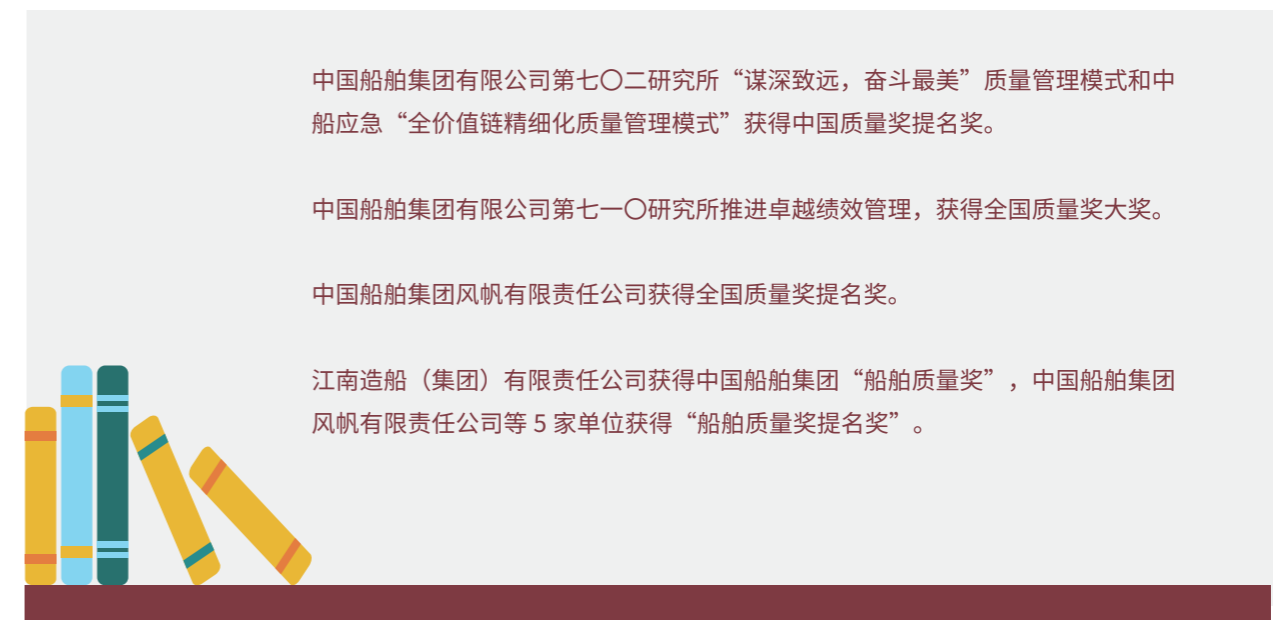 中国船舶集团有限公司第七〇二研究所“谋深致远，奋斗最美”质量管理模式和中
船应急“全价值链精细化质量管理模式”获得中国质量奖提名奖。
中国船舶集团有限公司第七一〇研究所推进卓越绩效管理，获得全国质量奖大奖。
中国船舶集团风帆有限责任公司获得全国质量奖提名奖。
江南造船（集团）有限责任公司获得中国船舶集团“船舶质量奖”，中国船舶集团
风帆有限责任公司等 5 家单位获得“船舶质量奖提名奖”。